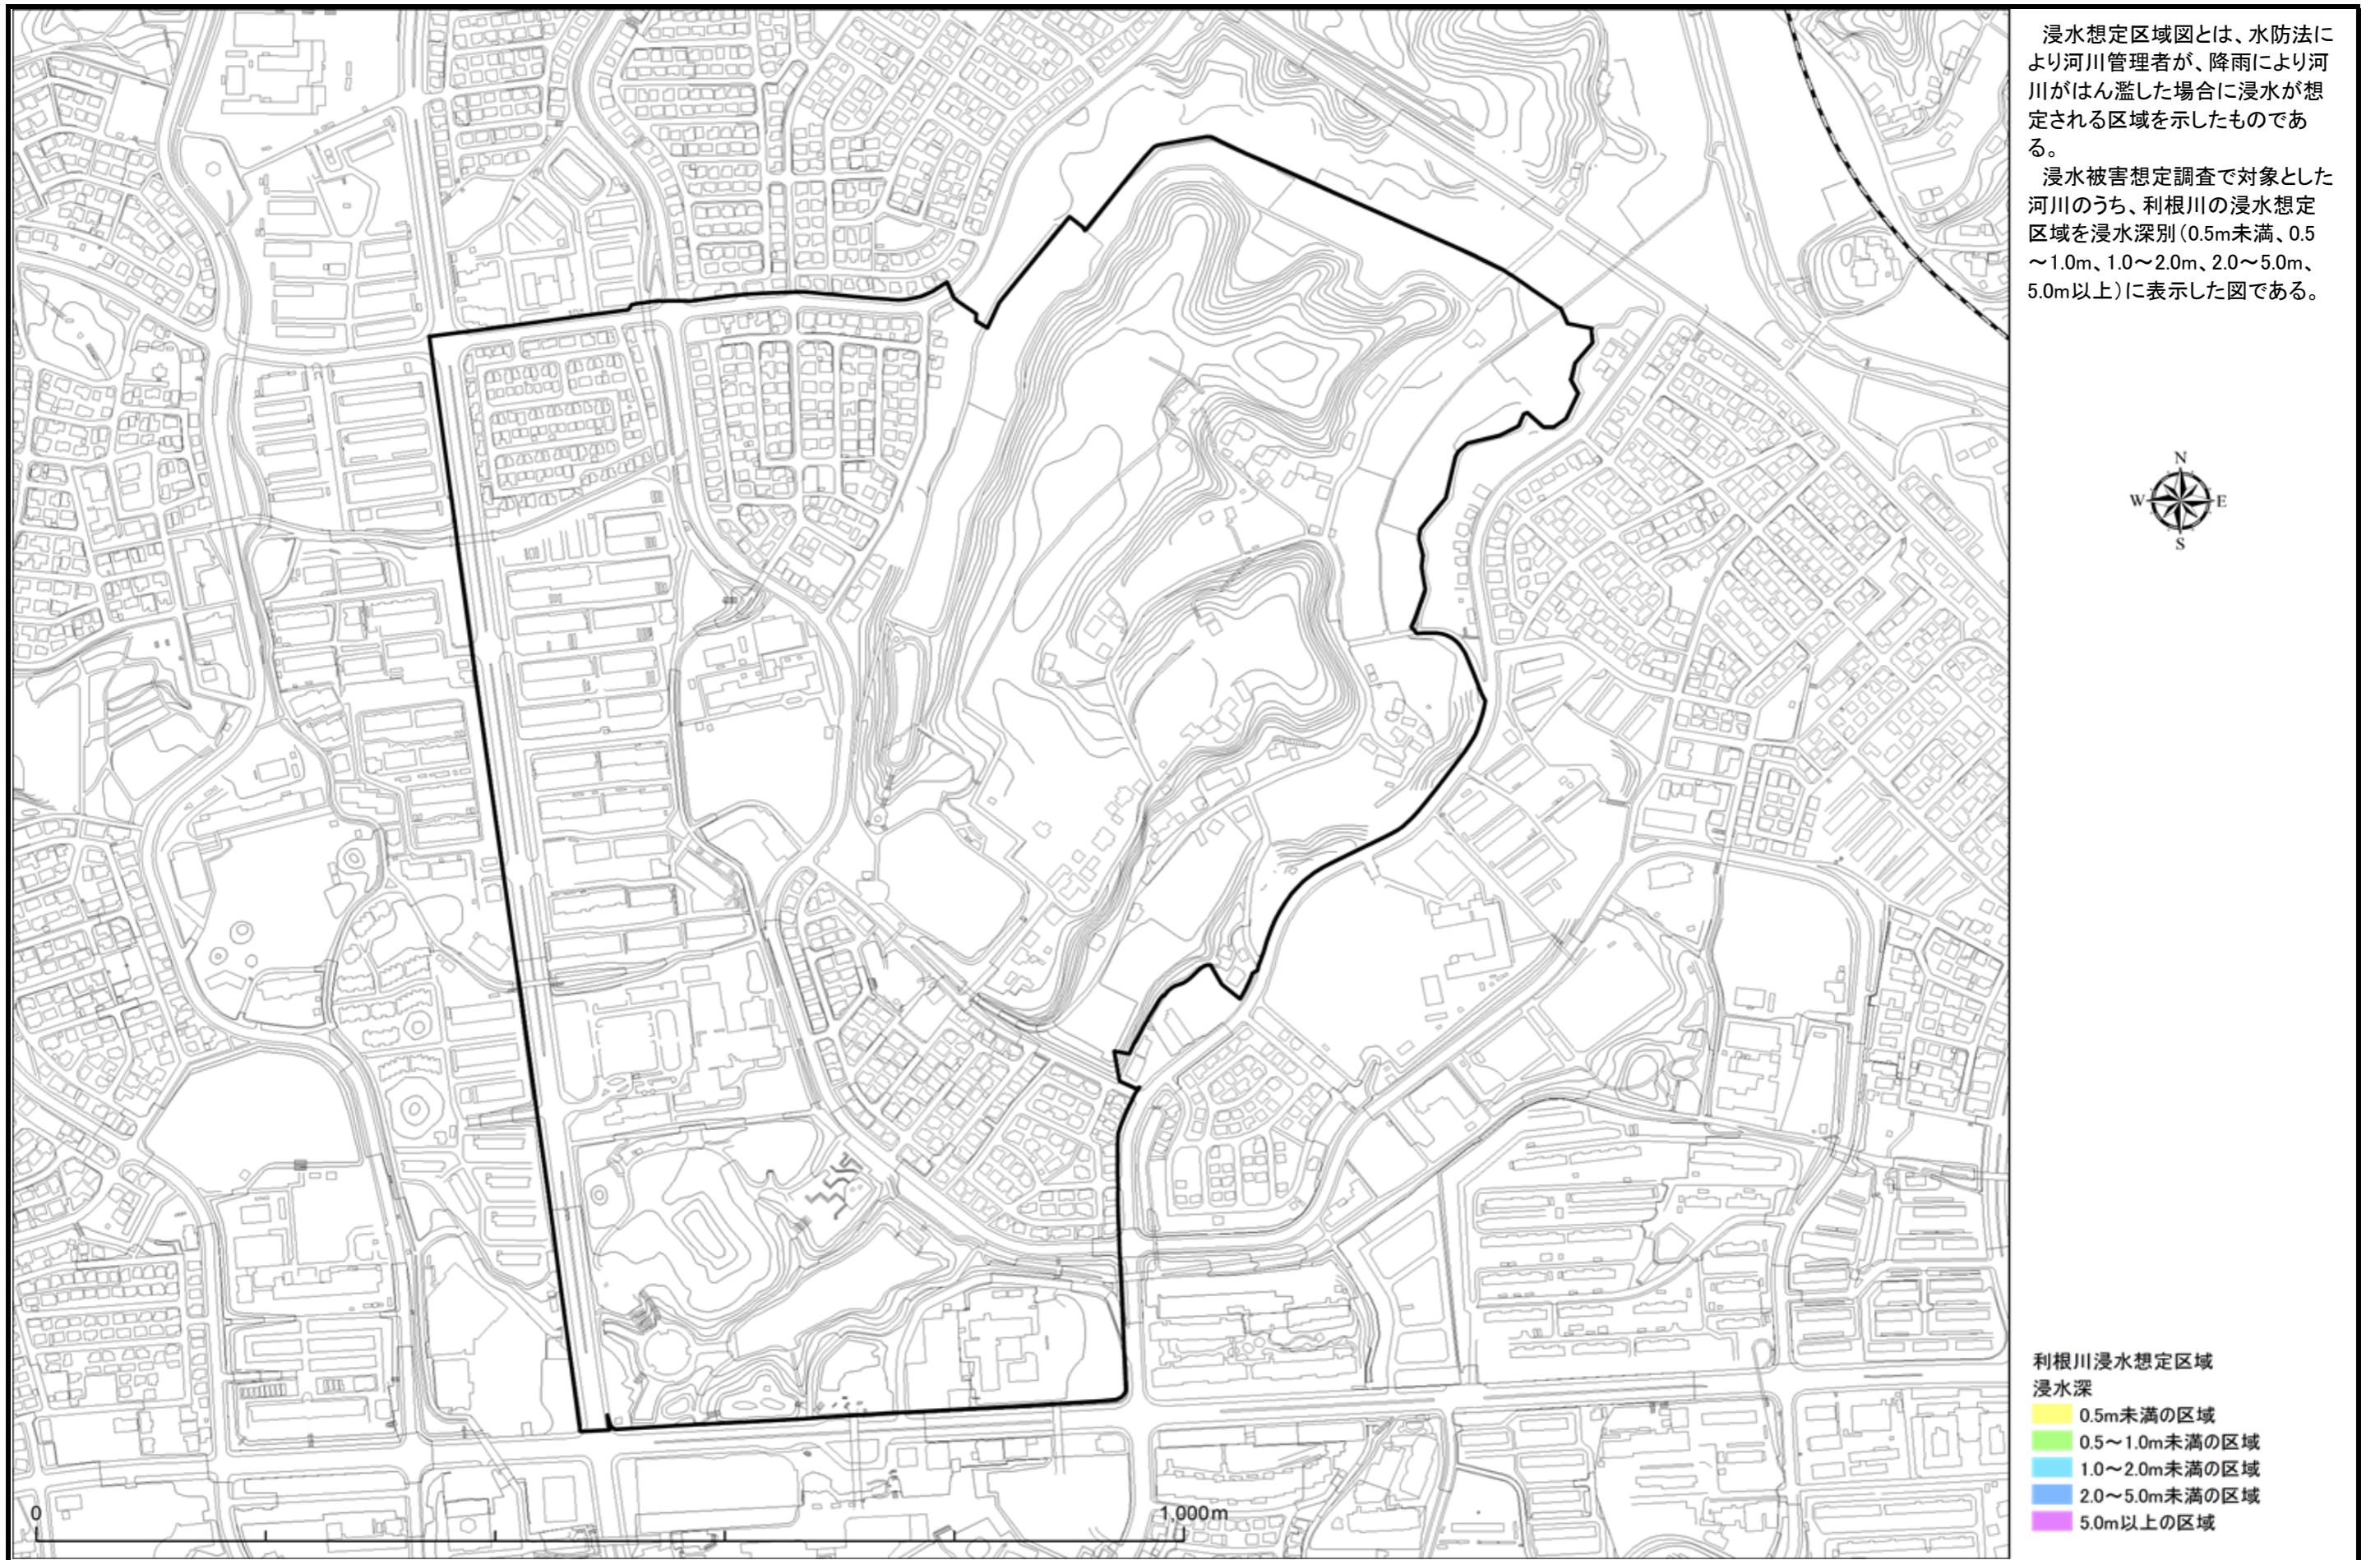 浸水想定区域図とは、水防法に
より河川管理者が、降雨により河
川がはん濫した場合に浸水が想
定される区域を示したものであ
る。
浸水被害想定調査で対象とした
河川のうち、利根川の浸水想定
区域を浸水深別（0.5m未満、0.5
～1.0m、1.0～2.0m、2.0～5.0m、
5.0m以上）に表示した図である。
N
W E
S
利根川浸水想定区域
浸水深
0.5m未満の区域
0.5～1.0m未満の区域
1.0～2.0m未満の区域
2.0～5.0m未満の区域
5.0m以上の区域
0 1,000m